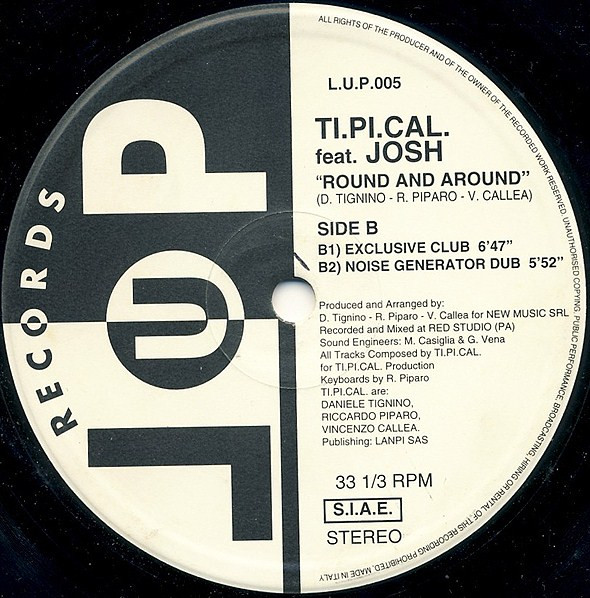 ALL RIGHTS OF THE PRODUCER AND OF THE OWNER OF THE RECORDED WORK RESERVED. UNAUTHORISED COPYING, PUBLIC PERFORMANCE, BROADCASTING, HIRING OR RENTAL OF THIS RECORDING PROHIBITED. MADE IN ITALY
L.U.P.005
TI.PI.CAL.
feat. JOSH
"ROUND AND AROUND"
(D. TIGNINO - R. PIPARO - V. CALLEA)
SIDE B
B1) EXCLUSIVE CLUB 6'47"
B2) NOISE GENERATOR DUB 5'52"
Produced and Arranged by:
D. Tignino - R. Piparo - V. Callea for NEW MUSIC SRL
Recorded and Mixed at RED STUDIO (PA)
Sound Engineers: M. Casiglia & G. Vena
All Tracks Composed by TI.PI.CAL.
for TI.PI.CAL. Production
Keyboards by R. Piparo
TI.PI.CAL. are:
DANIELE TIGNINO,
RICCARDO PIPARO,
VINCENZO CALLEA.
Publishing: LANPI SAS
33 1/3 RPM
S.I.A.E.
STEREO
LUP
RECORDS